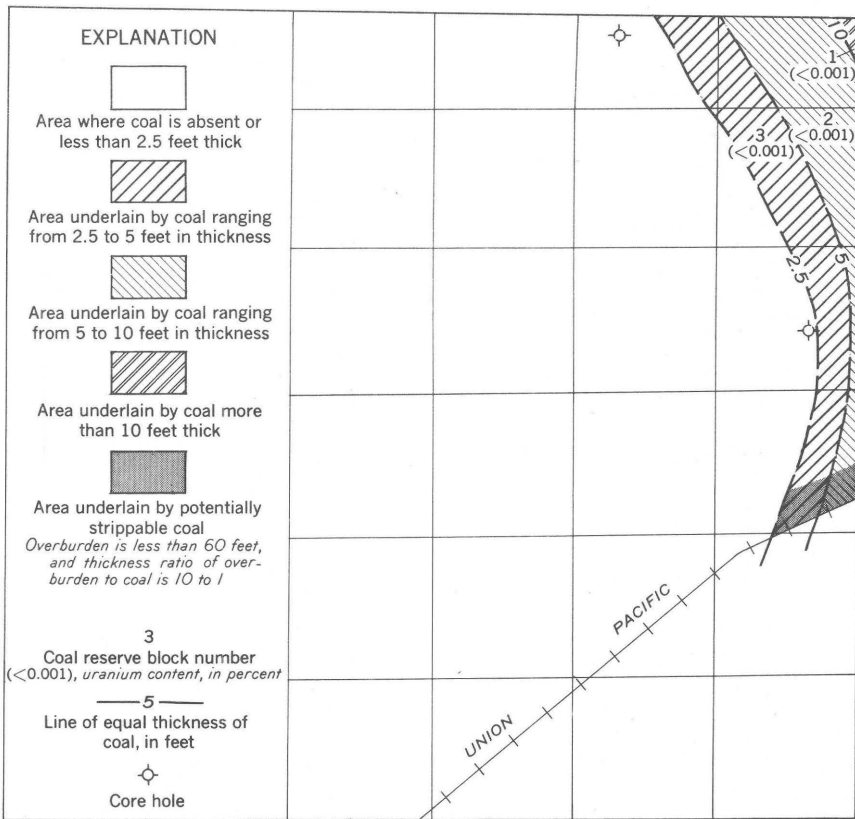 EXPLANATION
Area where coal is absent or
less than 2.5 feet thick
Area underlain by coal ranging
from 2.5 to 5 feet in thickness
Area underlain by coal ranging
from 5 to 10 feet in thickness
Area underlain by coal more
than 10 feet thick
Area underlain by potentially
strippable coal
Overburden is less than 60 feet,
and thickness ratio of over-
burden to coal is 10 to 1
3
Coal reserve block number
(<0.001), uranium content, in percent
5
Line of equal thickness of
coal, in feet
Core hole
10
1
(<0.001)
2
(<0.001)
3
(<0.001)
2.5
5
PACIFIC
UNION